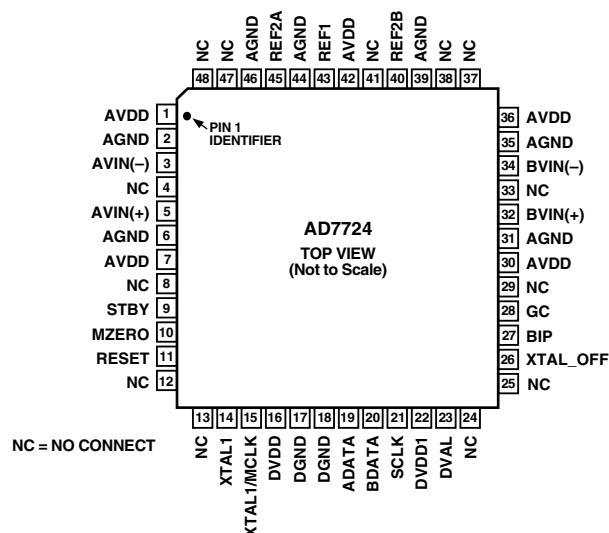 NC
NC
AGND
REF2A
AGND
REF1
AVDD
NC
REF2B
AGND
NC
NC
48 47 46 45 44 43 42 41 40 39 38 37
AVDD 1
AGND 2
AVIN(–) 3
NC 4
AVIN(+) 5
AGND 6
AVDD 7
NC 8
STBY 9
MZERO 10
RESET 11
NC 12
PIN 1
IDENTIFIER
AD7724
TOP VIEW
(Not to Scale)
36 AVDD
35 AGND
34 BVIN(–)
33 NC
32 BVIN(+)
31 AGND
30 AVDD
29 NC
28 GC
27 BIP
26 XTAL_OFF
25 NC
13 14 15 16 17 18 19 20 21 22 23 24
NC
XTAL1
XTAL1/MCLK
DVDD
DGND
DGND
ADATA
BDATA
SCLK
DVDD1
DVAL
NC
NC = NO CONNECT